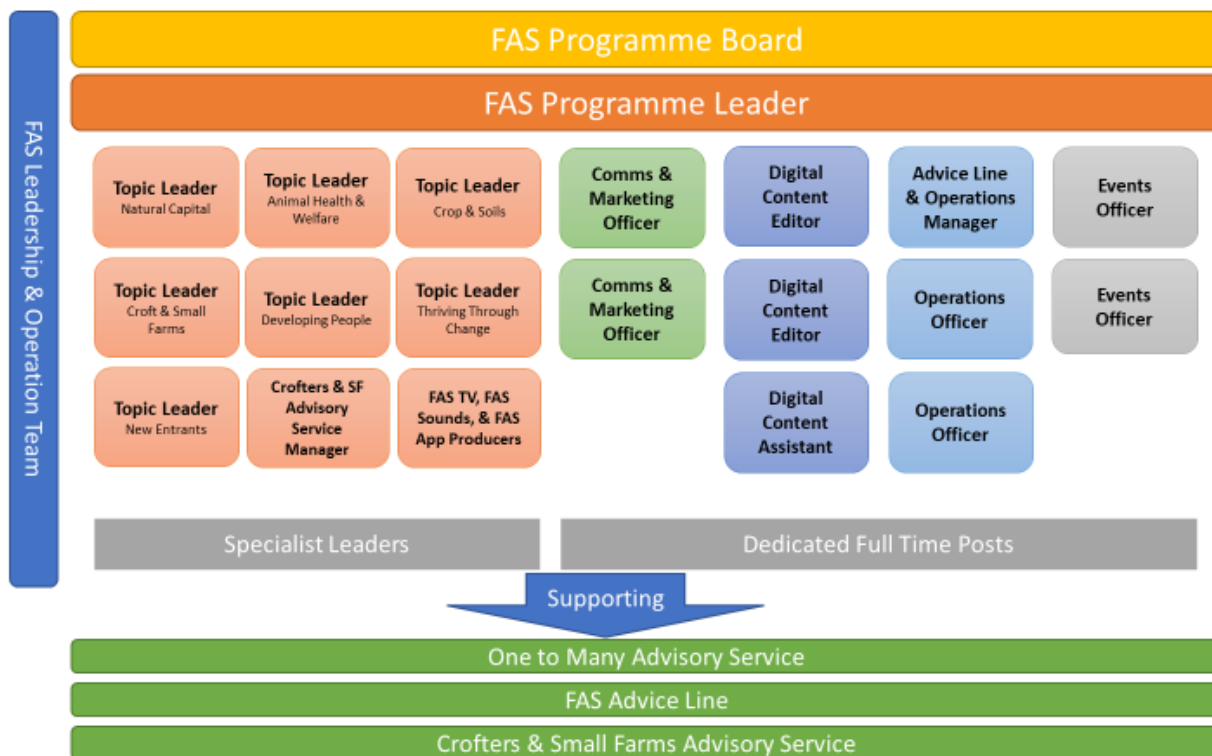 FAS Leadership & Operation Team
FAS Programme Board
FAS Programme Leader
Topic Leader
Natural Capital
Topic Leader
Animal Health &
Welfare
Topic Leader
Crop & Soils
Comms &
Marketing
Officer
Digital
Content
Editor
Advice Line
& Operations
Manager
Events
Officer
Topic Leader
Croft & Small
Farms
Topic Leader
Developing People
Topic Leader
Thriving Through
Change
Comms &
Marketing
Officer
Digital
Content
Editor
Operations
Officer
Events
Officer
Topic Leader
New Entrants
Crofters & SF
Advisory
Service
Manager
FAS TV, FAS
Sounds, & FAS
App Producers
Digital
Content
Assistant
Operations
Officer
Specialist Leaders
Dedicated Full Time Posts
Supporting
One to Many Advisory Service
FAS Advice Line
Crofters & Small Farms Advisory Service